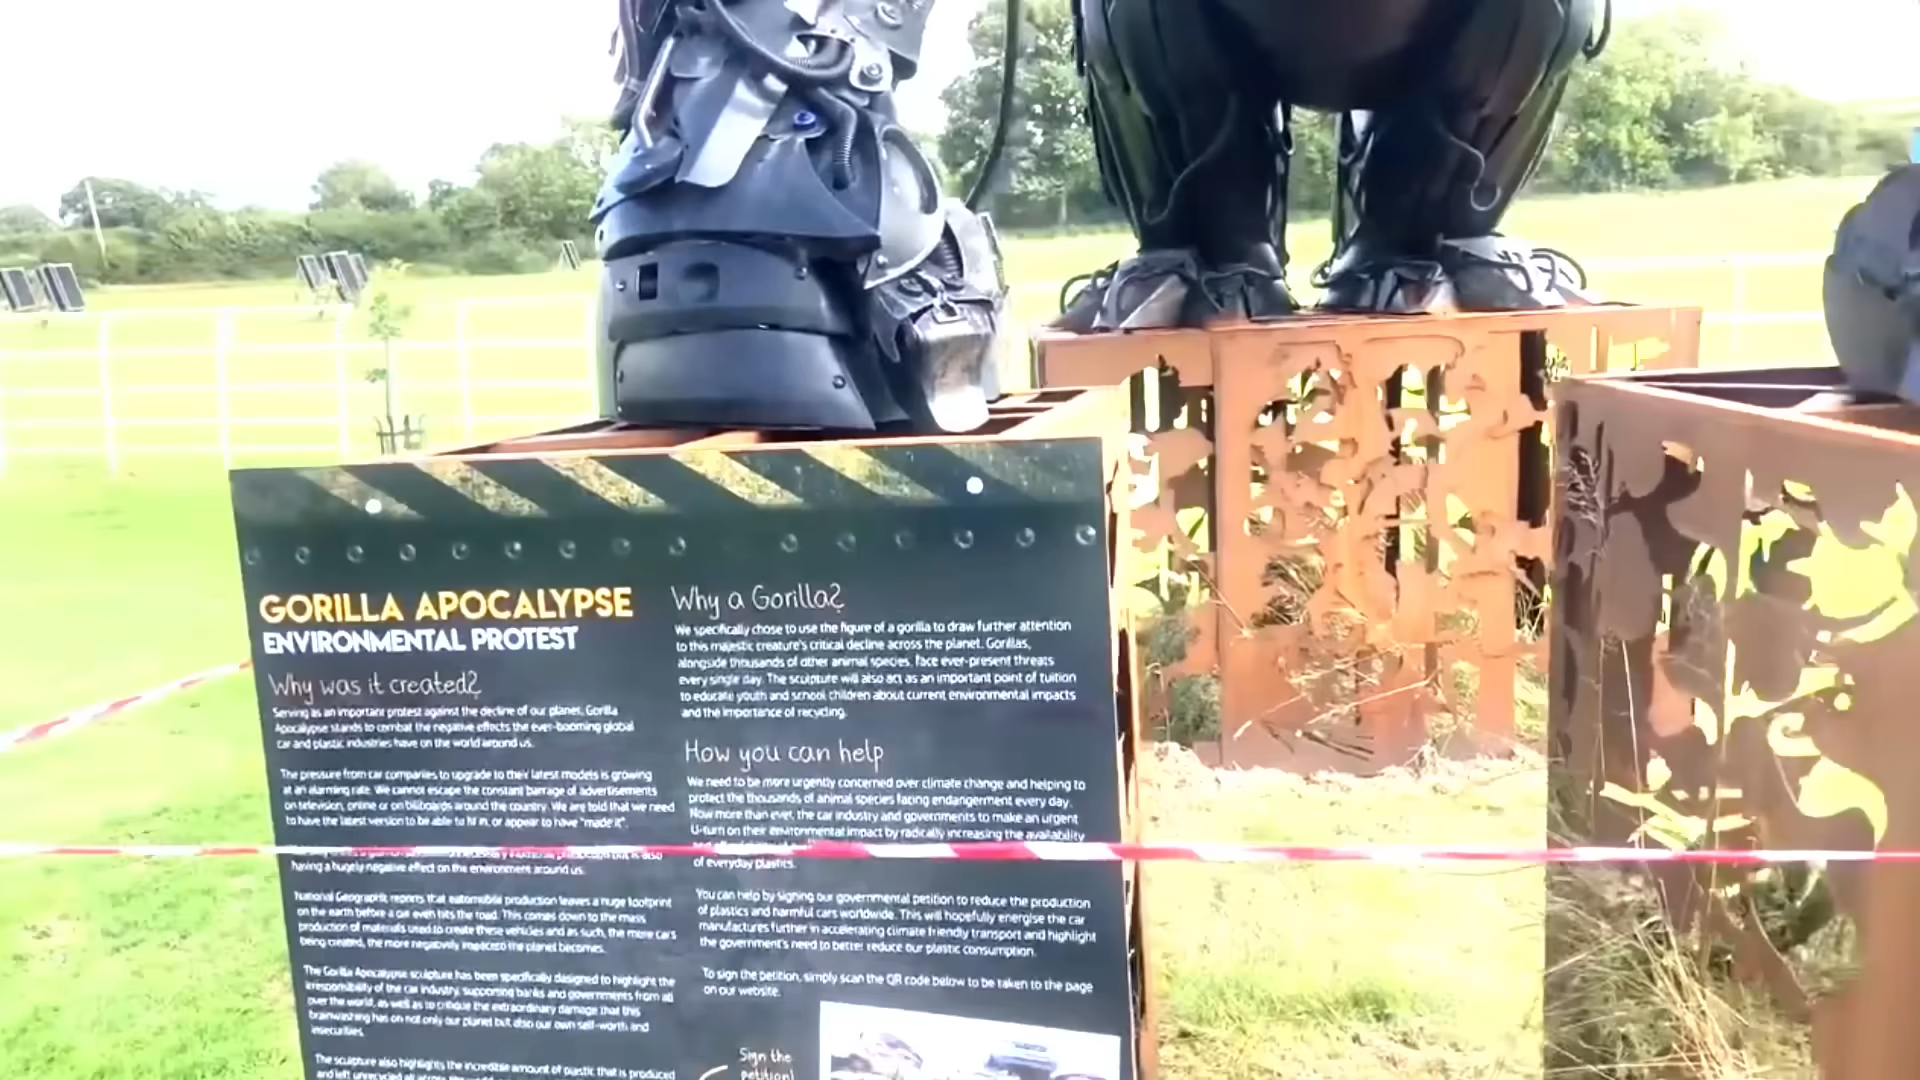 GORILLA APOCALYPSE
ENVIRONMENTAL PROTEST
Why was it created?
Serving as an important protest against the decline of our planet, Gorilla
Apocalypse stands to combat the negative effects the ever-booming global
car and plastic industries have on the world around us.
The pressure from car companies to upgrade to their latest models is growing
at an alarming rate. We cannot escape the constant barrage of advertisements
on television, online or on billboards around the country. We are told that we need
to have the latest version to be able to fit in, or appear to have "made it".
having a hugely negative effect on the environment around us.
National Geographic reports that automobile production leaves a huge footprint
on the earth before a car even hits the road. This comes down to the mass
production of materials used to create these vehicles and as such, the more cars
being created, the more negatively impacted the planet becomes.
The Gorilla Apocalypse sculpture has been specifically designed to highlight the
irresponsibility of the car industry, supporting banks and governments from all
over the world, as well as to critique the extraordinary damage that this
brainwashing has on not only our planet but also our own self-worth and
insecurities.
The sculpture also highlights the incredible amount of plastic that is produced
and left unrecycled all across the
Why a Gorilla?
We specifically chose to use the figure of a gorilla to draw further attention
to this majestic creature's critical decline across the planet. Gorillas,
alongside thousands of other animal species, face ever-present threats
every single day. The sculpture will also act as an important point of tuition
to educate youth and school children about current environmental impacts
and the importance of recycling.
How you can help
We need to be more urgently concerned over climate change and helping to
protect the thousands of animal species facing endangerment every day.
Now more than ever, the car industry and governments to make an urgent
U-turn on their environmental impact by radically increasing the availability
of everyday plastics.
You can help by signing our governmental petition to reduce the production
of plastics and harmful cars worldwide. This will hopefully energise the car
manufactures further in accelerating climate friendly transport and highlight
the government's need to better reduce our plastic consumption.
To sign the petition, simply scan the QR code below to be taken to the page
on our website.
Sign the
petition!